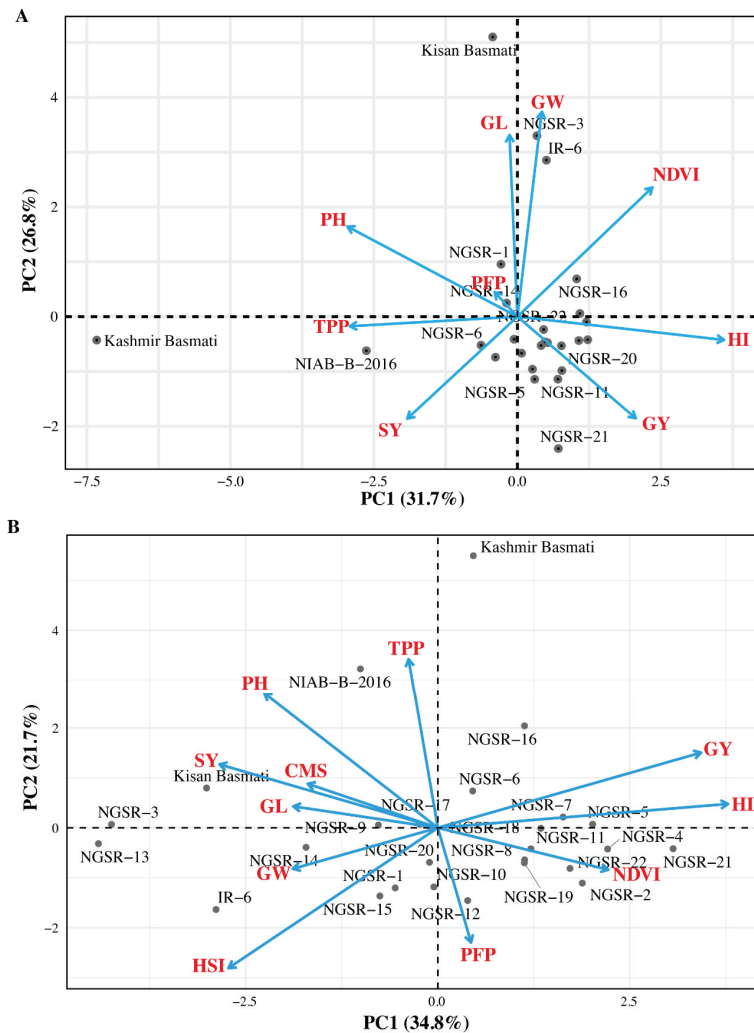 A
Kisan Basmati
4
GW
GL
NGSR−3
IR−6
NDVI
2
PH
NGSR−1
PFP
NGSR−14
NGSR−16
0
NGSR−22
TPP
Kashmir Basmati
NGSR−6
HI
NIAB−B−2016
NGSR−20
NGSR−5
NGSR−11
SY
GY
−2
NGSR−21
PC2 (26.8%)
−7.5
−5.0
−2.5
0.0
2.5
PC1 (31.7%)
B
Kashmir Basmati
4
TPP
NIAB−B−2016
PH
2
NGSR−16
GY
SY
Kisan Basmati
CMS
NGSR−6
HI
GL
NGSR−17
NGSR−7
NGSR−5
NGSR−3
0
NGSR−9
NGSR−18
NGSR−11
NGSR−4
NGSR−13
NGSR−14
NGSR−20
NGSR−8
NGSR−22
NGSR−21
GW
NGSR−1
NGSR−10
NDVI
IR−6
NGSR−15
NGSR−12
NGSR−19
NGSR−2
−2
HSI
PFP
PC2 (21.7%)
−2.5
0.0
2.5
PC1 (34.8%)